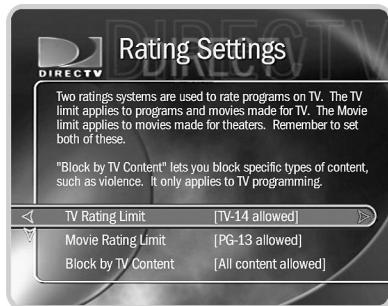 DIRECTV
Rating Settings
DIRECTV
Two ratings systems are used to rate programs on TV. The TV
limit applies to programs and movies made for TV. The Movie
limit applies to movies made for theaters. Remember to set
both of these.
"Block by TV Content" lets you block specific types of content,
such as violence. It only applies to TV programming.
TV Rating Limit [TV-14 allowed]
Movie Rating Limit [PG-13 allowed]
Block by TV Content [All content allowed]